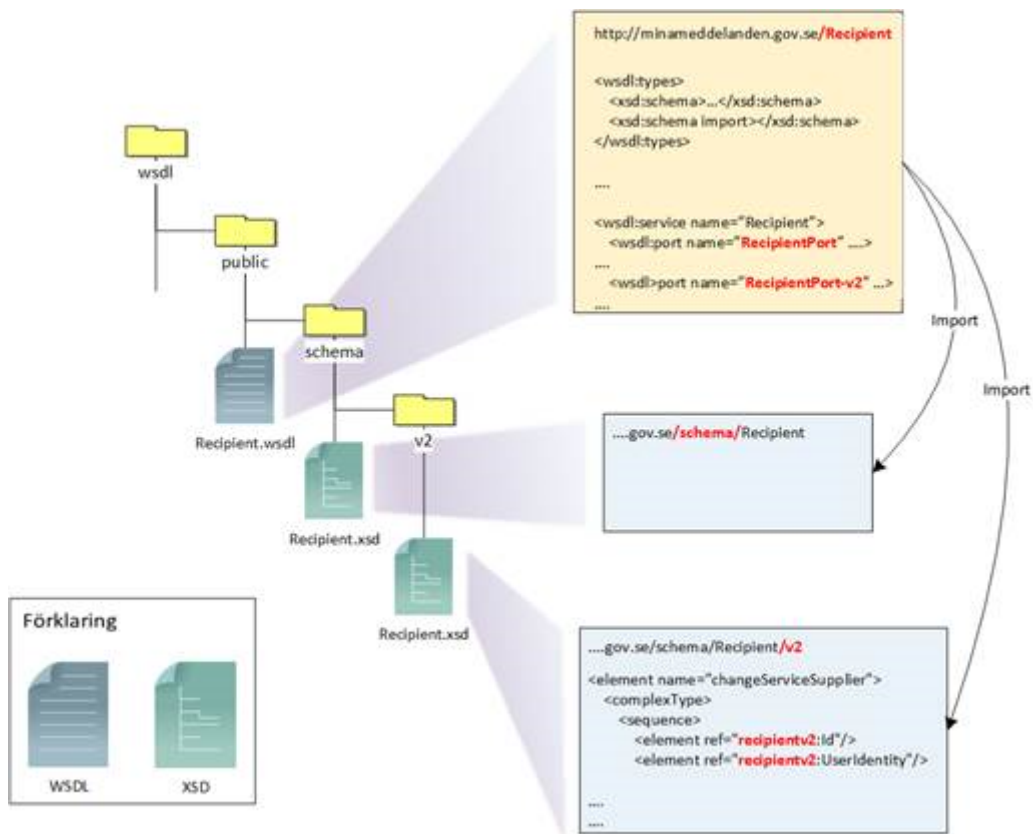 http://minameddelanden.gov.se/Recipient
<wsdl:types>
<xsd:schema>...</xsd:schema>
<xsd:schema import></xsd:schema>
</wsdl:types>
....
<wsdl:service name="Recipient">
<wsdl:port name="RecipientPort" ....>
....
<wsdl>port name="RecipientPort-v2" ...>
....
wsdl
public
schema
Recipient.wsdl
v2
Recipient.xsd
Recipient.xsd
Import
Import
....gov.se/schema/Recipient
....gov.se/schema/Recipient/v2
<element name="changeServiceSupplier">
<complexType>
<sequence>
<element ref="recipientv2:Id"/>
<element ref="recipientv2:UserIdentity"/>
....
....
Förklaring
WSDL
XSD